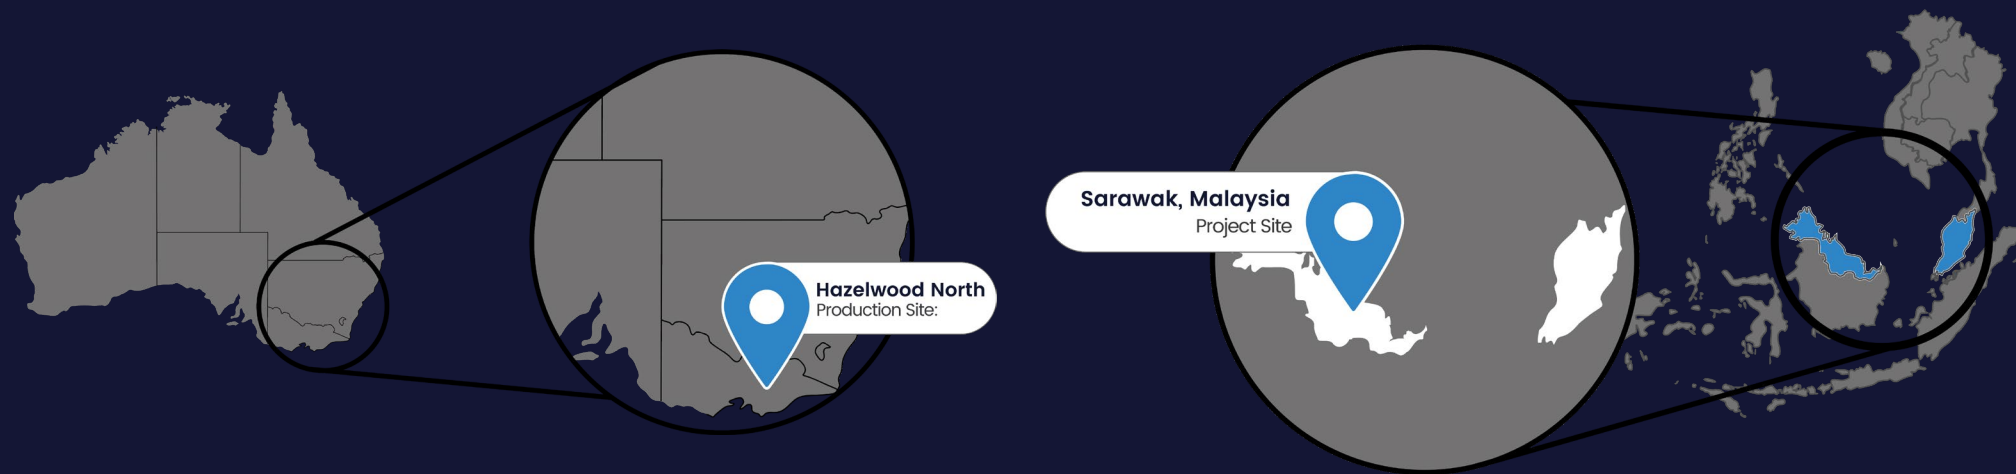 Hazelwood North
Production Site:
Sarawak, Malaysia
Project Site